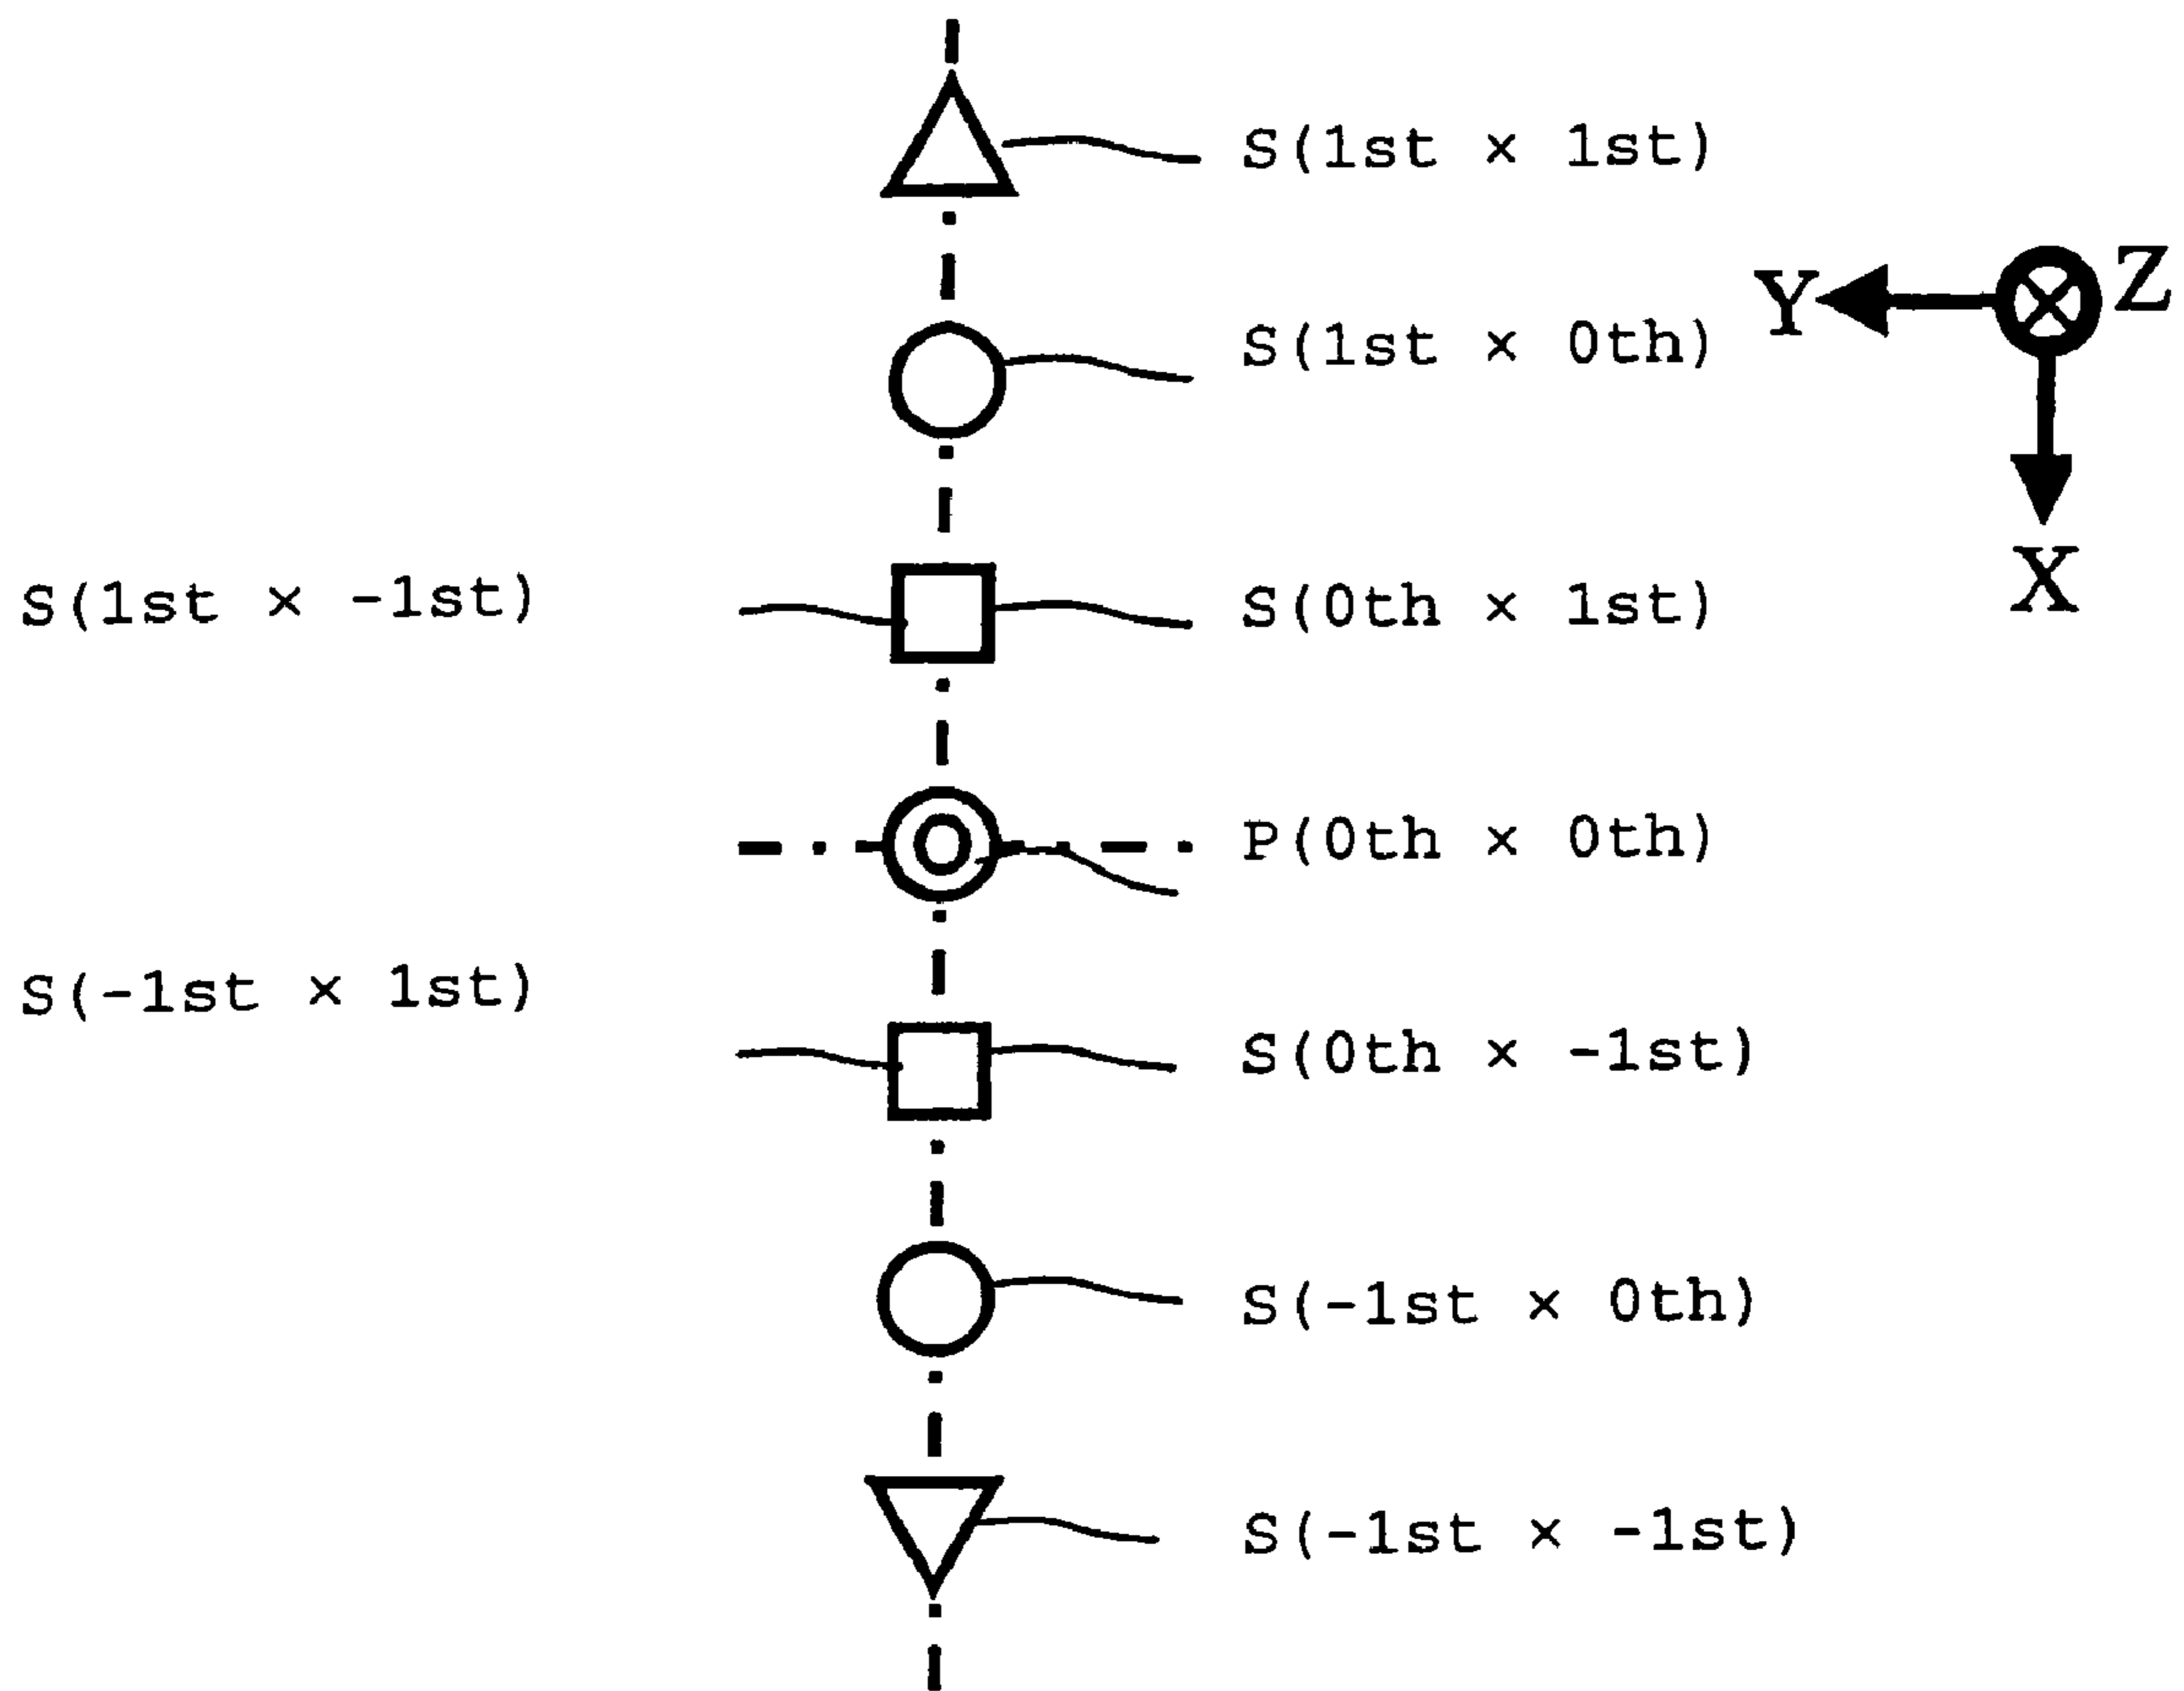 S(1st x 1st)
Y
Z
S(1st x 0th)
X
S(1st x -1st)
S(0th x 1st)
P(0th x 0th)
S(-1st x 1st)
S(0th x -1st)
S(-1st x 0th)
S(-1st x -1st)